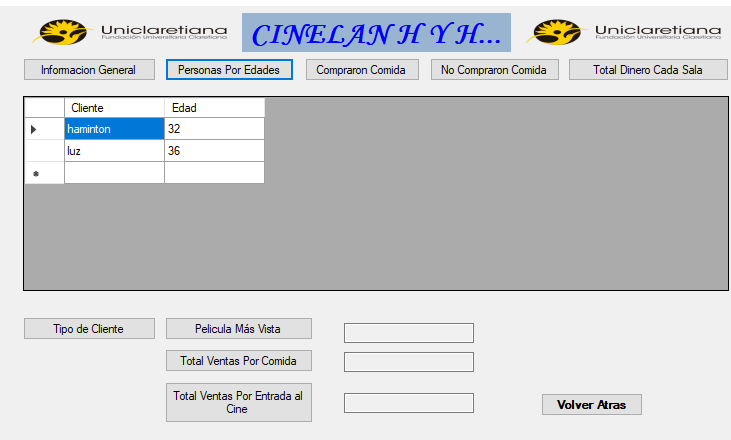 Uniclaretiana
Fundación Universitaria Claretiana
CINELAN H Y H...
Uniclaretiana
Fundación Universitaria Claretiana
Informacion General
Personas Por Edades
Compraron Comida
No Compraron Comida
Total Dinero Cada Sala
Cliente Edad
haminton 32
luz 36
Tipo de Cliente
Pelicula Más Vista
Total Ventas Por Comida
Total Ventas Por Entrada al
Cine
Volver Atras